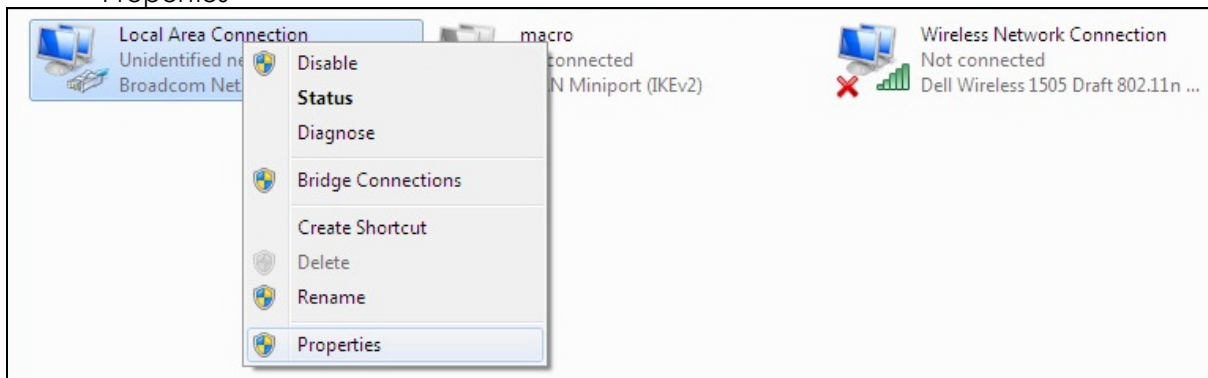 Properties
Local Area Connection
Unidentified ne
Broadcom Net
macro
connected
N Miniport (IKEv2)
Wireless Network Connection
Not connected
Dell Wireless 1505 Draft 802.11n ...
Disable
Status
Diagnose
Bridge Connections
Create Shortcut
Delete
Rename
Properties